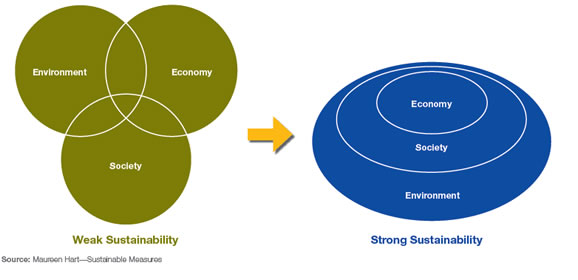 Environment
Economy
Society
Weak Sustainability
Economy
Society
Environment
Strong Sustainability
Source: Maureen Hart—Sustainable Measures